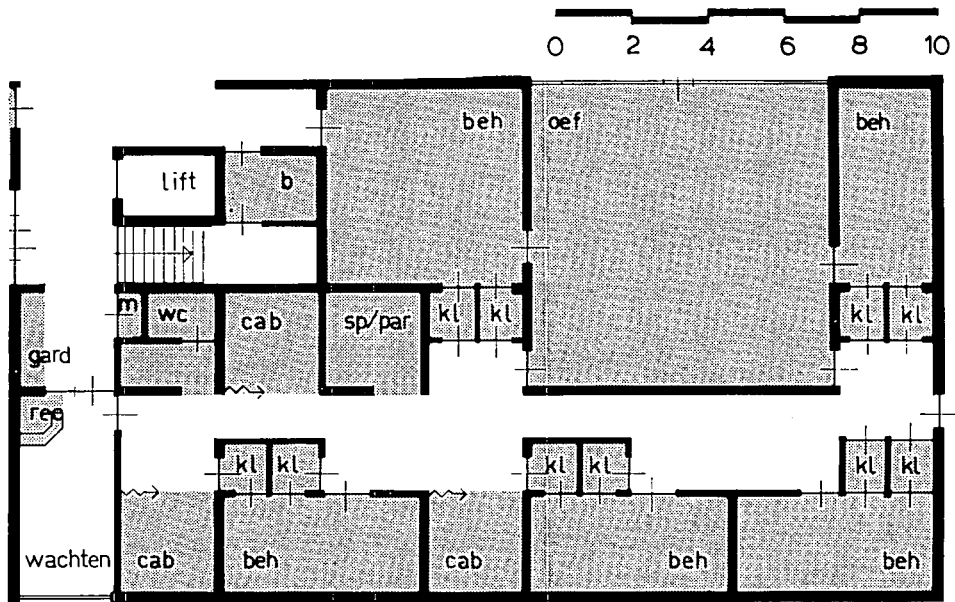 0 2 4 6 8 10
beh oef beh
lift b
m wc cab sp/par kl kl kl kl
gard
ree
kl kl kl kl kl kl
wachten cab beh cab beh beh